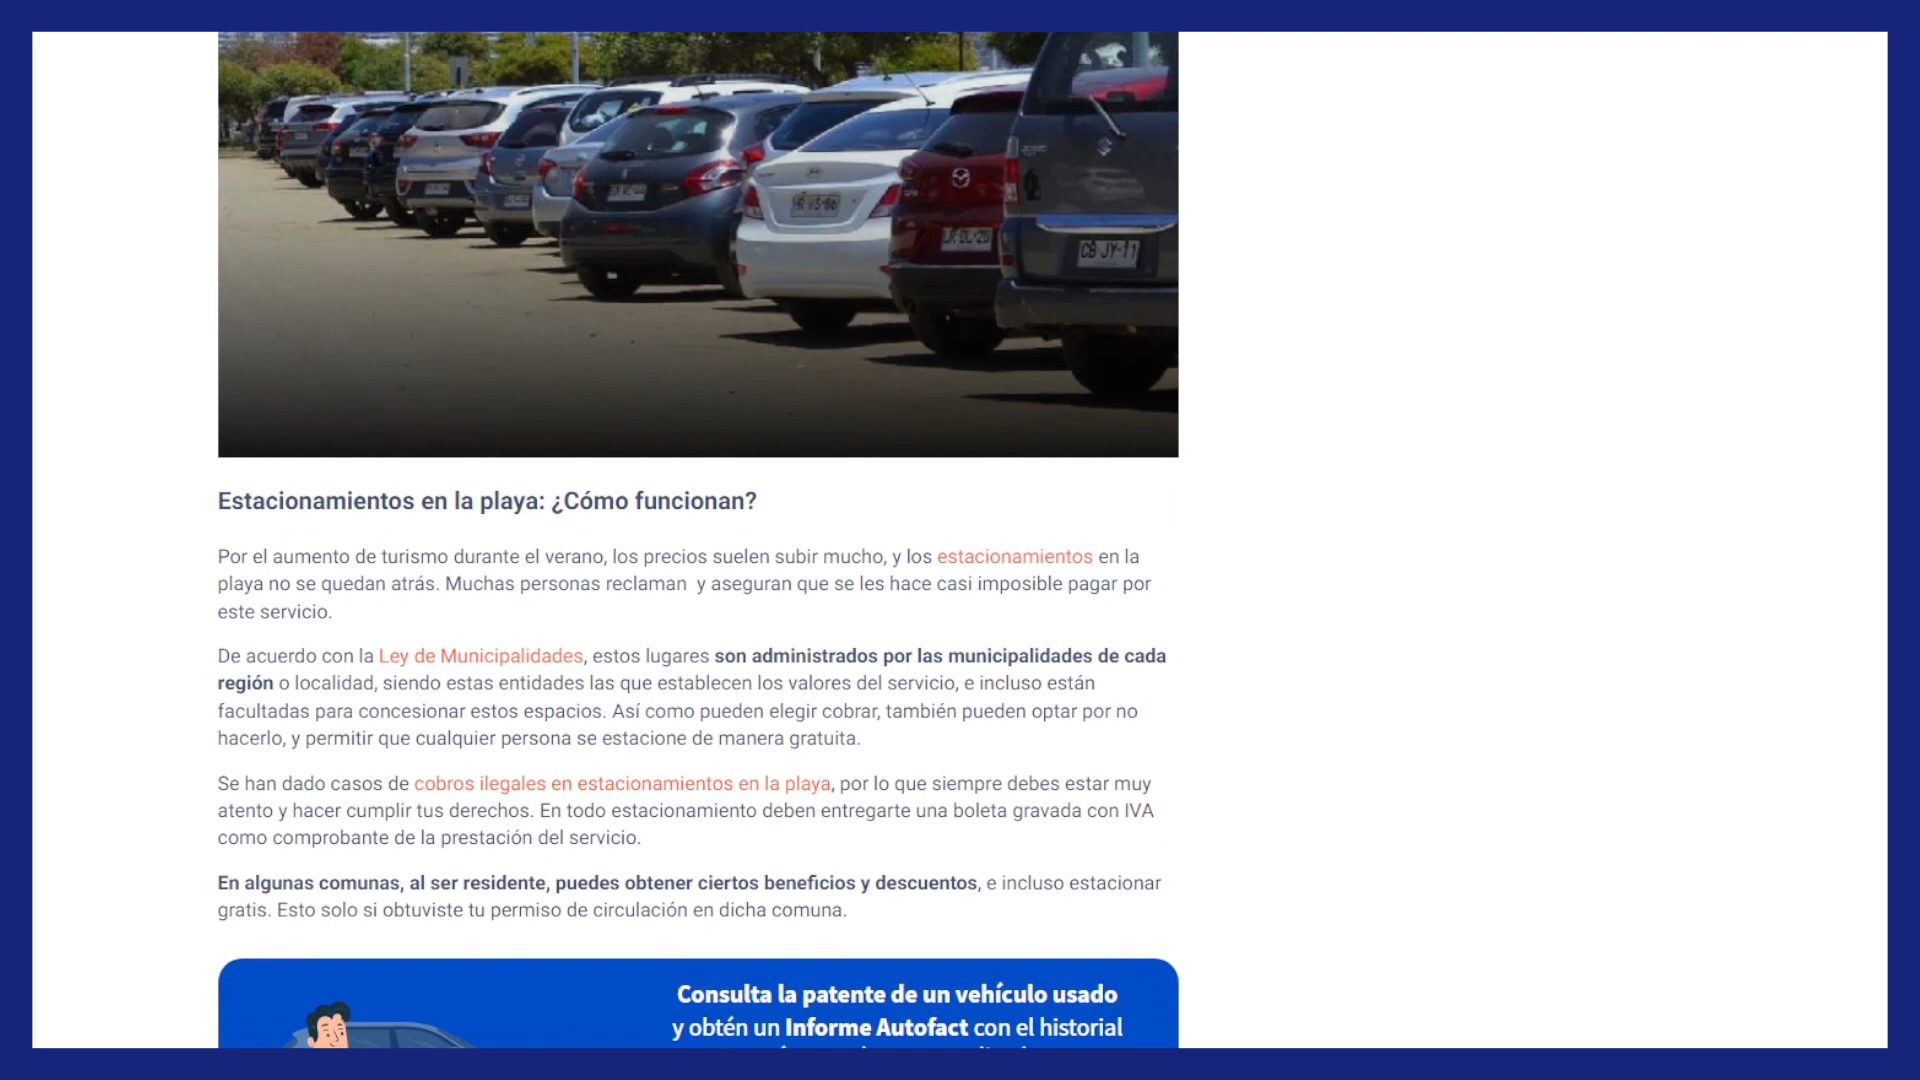 HR VS-66
CB JY-11
Estacionamientos en la playa: ¿Cómo funcionan?
Por el aumento de turismo durante el verano, los precios suelen subir mucho, y los estacionamientos en la
playa no se quedan atrás. Muchas personas reclaman  y aseguran que se les hace casi imposible pagar por
este servicio.
De acuerdo con la Ley de Municipalidades, estos lugares son administrados por las municipalidades de cada
región o localidad, siendo estas entidades las que establecen los valores del servicio, e incluso están
facultadas para concesionar estos espacios. Así como pueden elegir cobrar, también pueden optar por no
hacerlo, y permitir que cualquier persona se estacione de manera gratuita.
Se han dado casos de cobros ilegales en estacionamientos en la playa, por lo que siempre debes estar muy
atento y hacer cumplir tus derechos. En todo estacionamiento deben entregarte una boleta gravada con IVA
como comprobante de la prestación del servicio.
En algunas comunas, al ser residente, puedes obtener ciertos beneficios y descuentos, e incluso estacionar
gratis. Esto solo si obtuviste tu permiso de circulación en dicha comuna.
Consulta la patente de un vehículo usado
y obtén un Informe Autofact con el historial